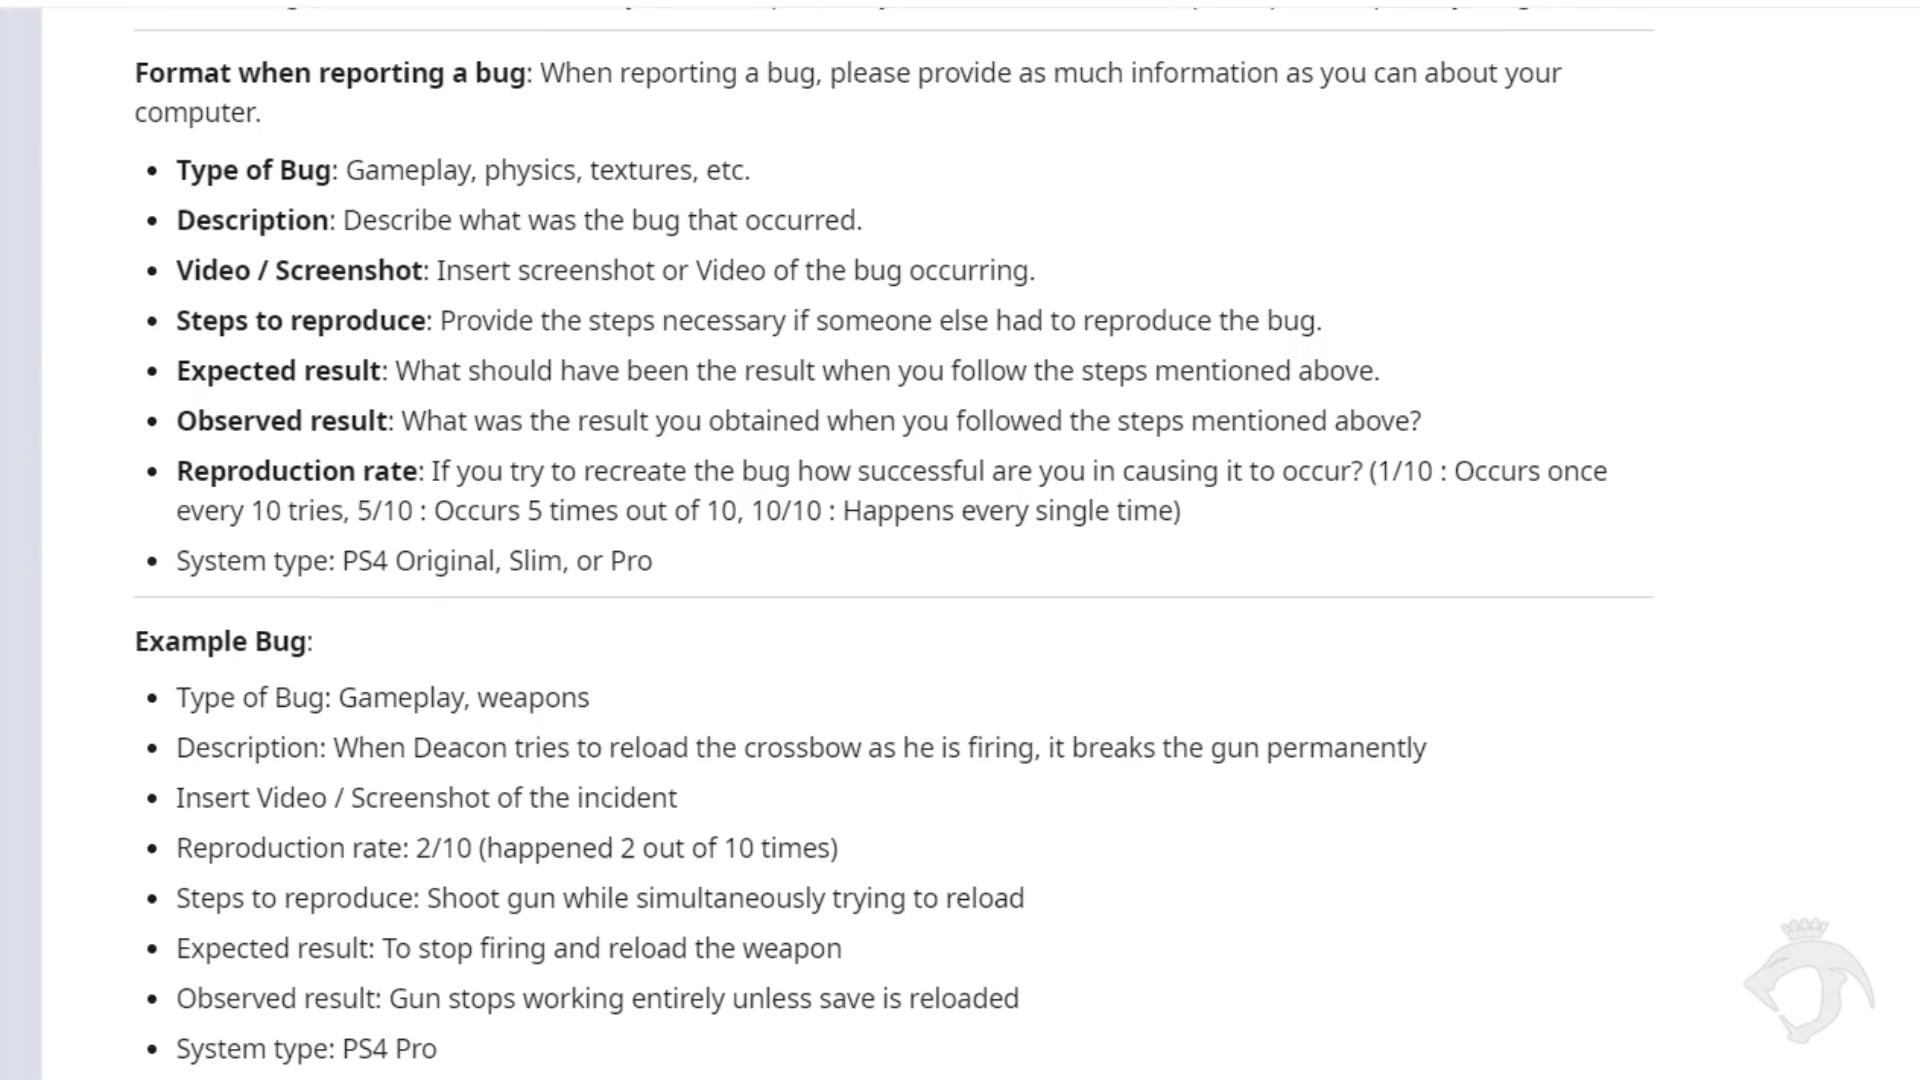 Format when reporting a bug: When reporting a bug, please provide as much information as you can about your
computer.
• Type of Bug: Gameplay, physics, textures, etc.
• Description: Describe what was the bug that occurred.
• Video / Screenshot: Insert screenshot or Video of the bug occurring.
• Steps to reproduce: Provide the steps necessary if someone else had to reproduce the bug.
• Expected result: What should have been the result when you follow the steps mentioned above.
• Observed result: What was the result you obtained when you followed the steps mentioned above?
• Reproduction rate: If you try to recreate the bug how successful are you in causing it to occur? (1/10 : Occurs once
every 10 tries, 5/10 : Occurs 5 times out of 10, 10/10 : Happens every single time)
• System type: PS4 Original, Slim, or Pro
Example Bug:
• Type of Bug: Gameplay, weapons
• Description: When Deacon tries to reload the crossbow as he is firing, it breaks the gun permanently
• Insert Video / Screenshot of the incident
• Reproduction rate: 2/10 (happened 2 out of 10 times)
• Steps to reproduce: Shoot gun while simultaneously trying to reload
• Expected result: To stop firing and reload the weapon
• Observed result: Gun stops working entirely unless save is reloaded
• System type: PS4 Pro